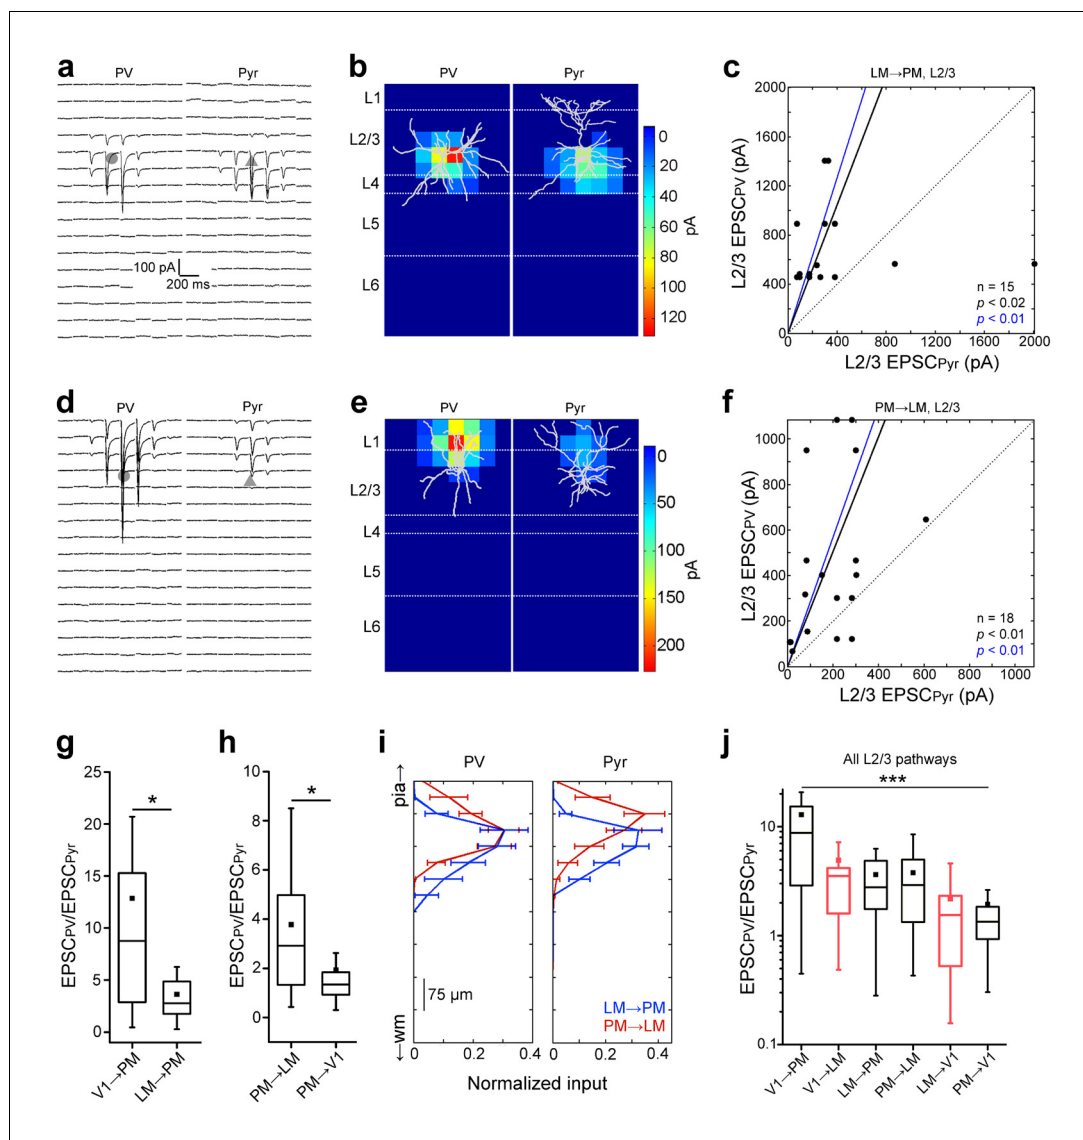 a
PV Pyr
100 pA
200 ms
b
PV Pyr
L1
L2/3
L4
L5
L6
0
20
40
60
80
100
120
pA
c
LM→PM, L2/3
L2/3 EPSCPV (pA)
2000
1600
1200
800
400
0
0 400 800 1200 1600 2000
n = 15
p < 0.02
p < 0.01
L2/3 EPSCPyr (pA)
d
PV Pyr
e
PV Pyr
L1
L2/3
L4
L5
L6
0
50
100
150
200
pA
f
PM→LM, L2/3
L2/3 EPSCPV (pA)
1000
800
600
400
200
0
0 200 400 600 800 1000
n = 18
p < 0.01
p < 0.01
L2/3 EPSCPyr (pA)
g
EPSCPV/EPSCPyr
25
20
15
10
5
0
*
V1→PM
LM→PM
h
10
8
6
4
2
0
*
PM→LM
PM→V1
i
PV Pyr
pia→
←wm
75 µm
LM→PM
PM→LM
0 0.2 0.4 0 0.2 0.4
Normalized input
j
All L2/3 pathways
***
EPSCPV/EPSCPyr
10
1
0.1
V1→PM
V1→LM
LM→PM
PM→LM
LM→V1
PM→V1